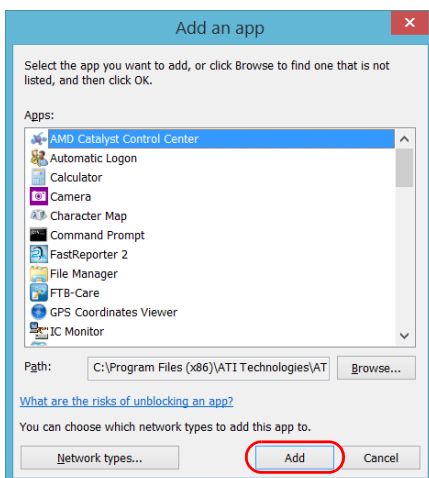 Add an app
Select the app you want to add, or click Browse to find one that is not
listed, and then click OK.
Apps:
AMD Catalyst Control Center
Automatic Logon
Calculator
Camera
Character Map
Command Prompt
FastReporter 2
File Manager
FTB-Care
GPS Coordinates Viewer
IC Monitor
Path: C:\Program Files (x86)\ATI Technologies\AT Browse...
What are the risks of unblocking an app?
You can choose which network types to add this app to.
Network types... Add Cancel